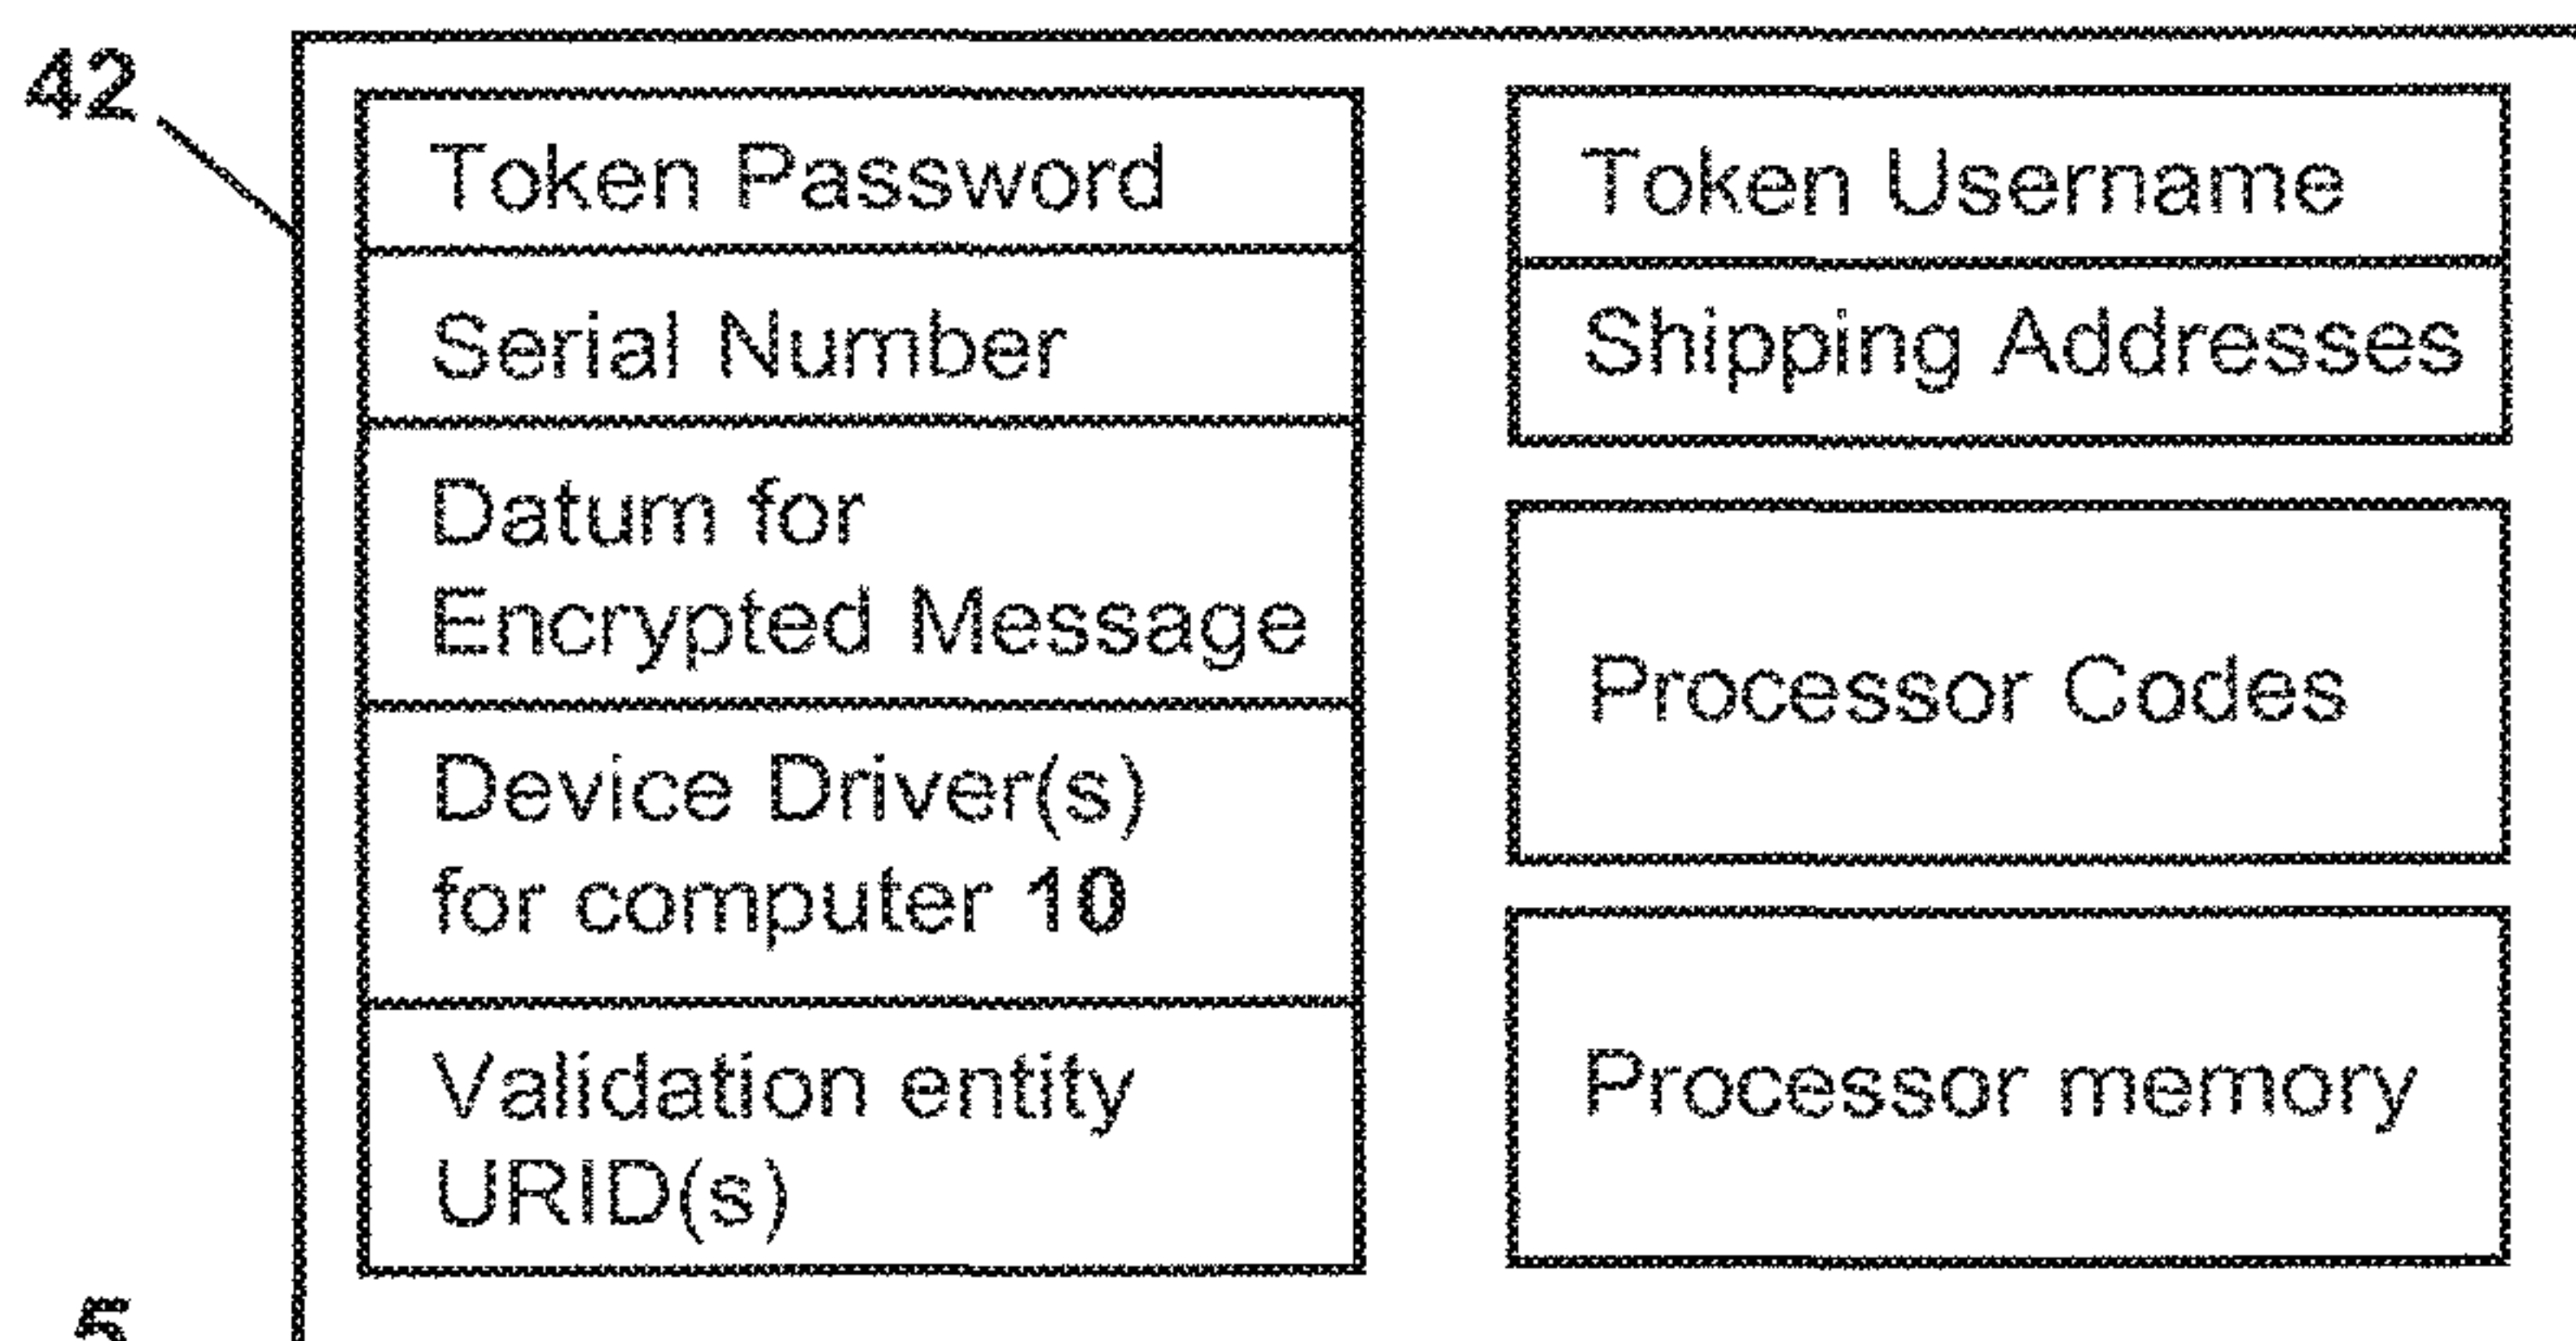 42
Token Password
Serial Number
Datum for
Encrypted Message
Device Driver(s)
for computer 10
Validation entity
URID(s)
Token Username
Shipping Addresses
Processor Codes
Processor memory
5